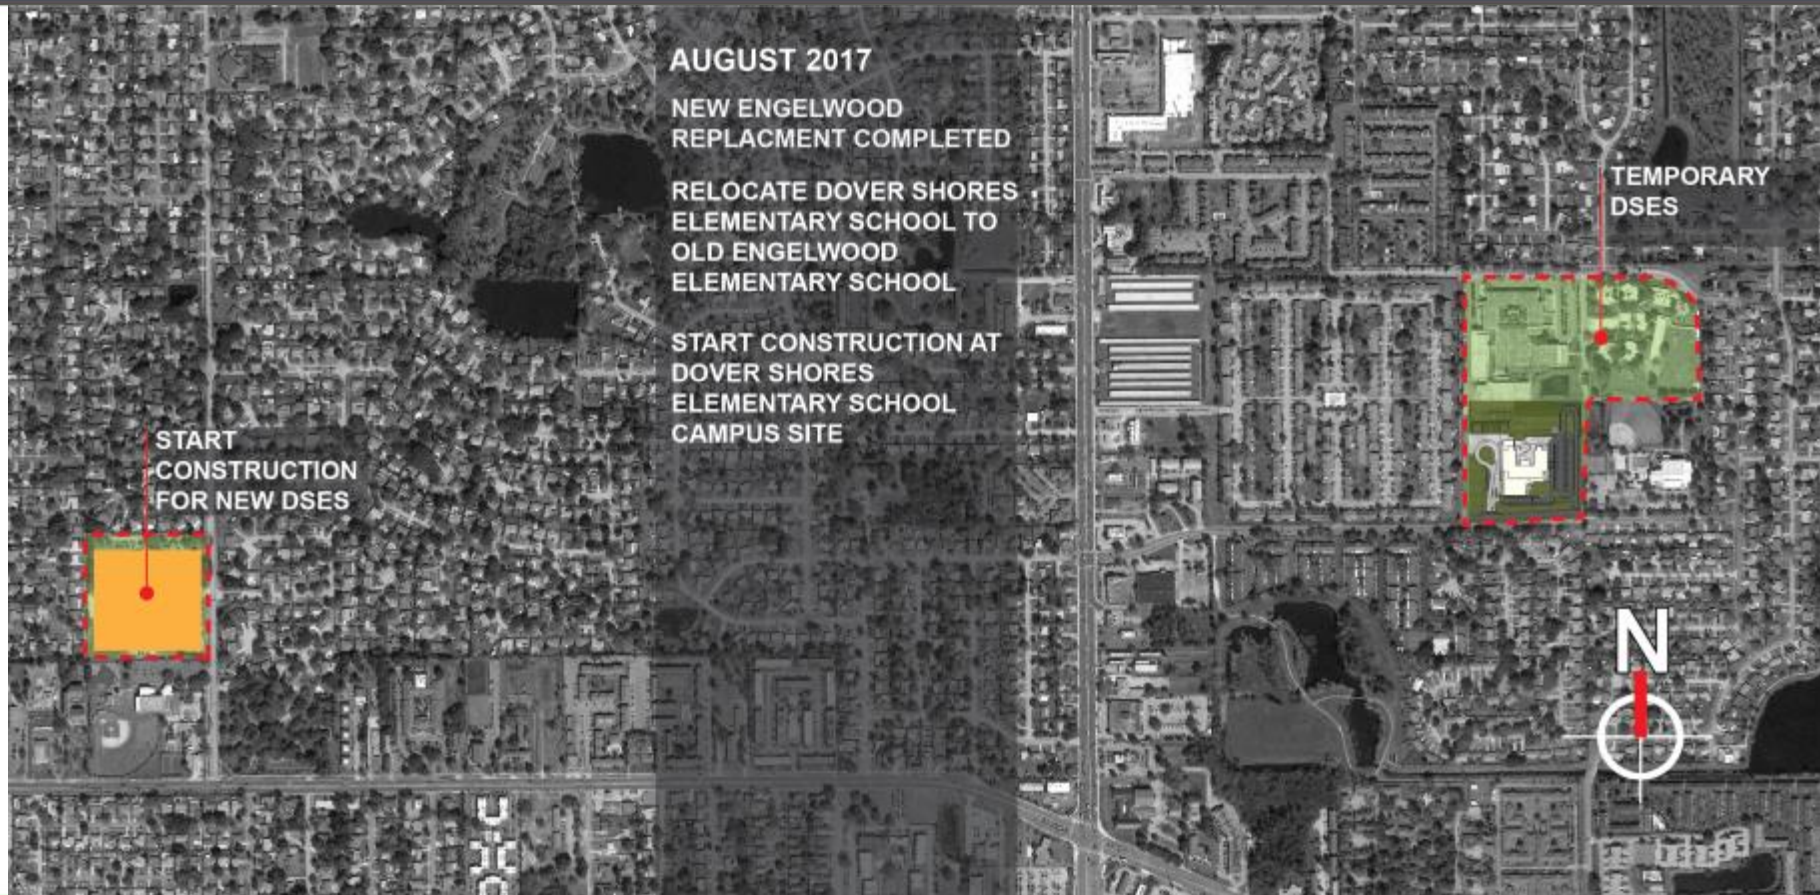 AUGUST 2017
NEW ENGELWOOD
REPLACMENT COMPLETED
RELOCATE DOVER SHORES
ELEMENTARY SCHOOL TO
OLD ENGELWOOD
ELEMENTARY SCHOOL
START CONSTRUCTION AT
DOVER SHORES
ELEMENTARY SCHOOL
CAMPUS SITE
TEMPORARY
DSES
START
CONSTRUCTION
FOR NEW DSES
N